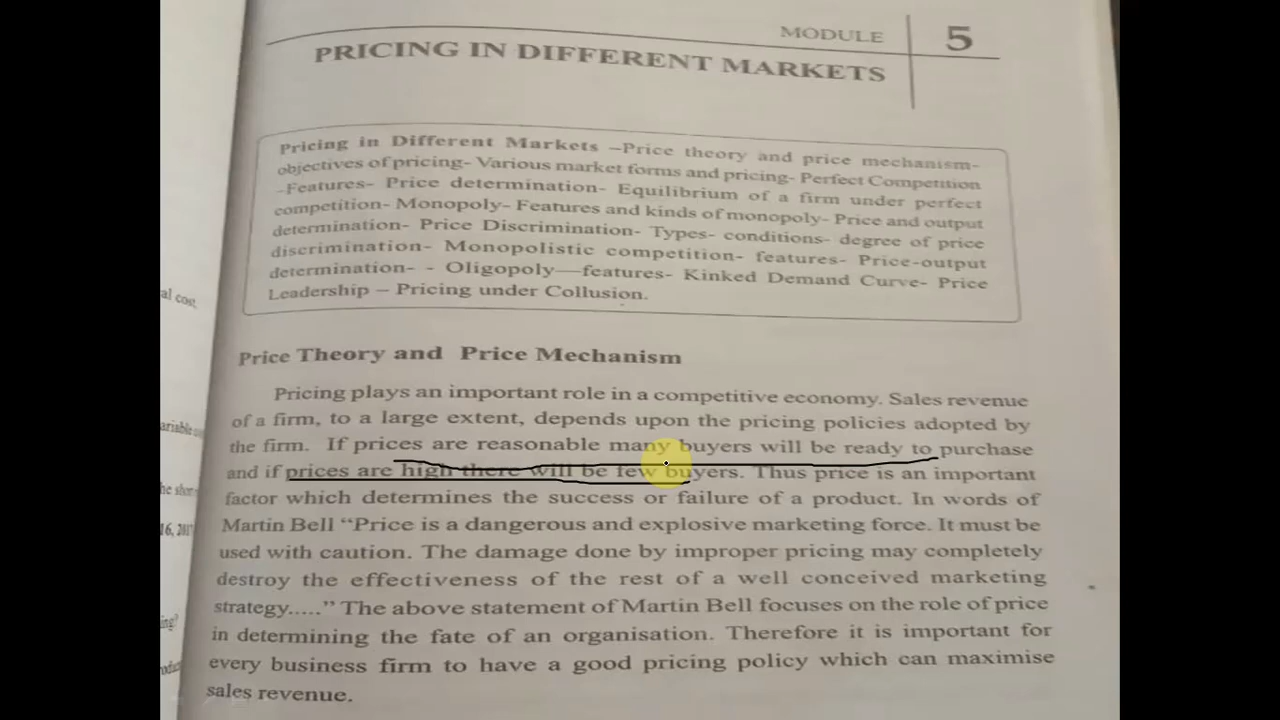 MODULE 5
PRICING IN DIFFERENT MARKETS
Pricing in Different Markets –Price theory and price mechanism-
objectives of pricing- Various market forms and pricing- Perfect Competition
-Features- Price determination- Equilibrium of a firm under perfect
competition- Monopoly- Features and kinds of monopoly- Price and output
determination- Price Discrimination- Types- conditions- degree of price
discrimination- Monopolistic competition- features- Price-output
determination- - Oligopoly—features- Kinked Demand Curve- Price
Leadership – Pricing under Collusion.
al cost,
Price Theory and Price Mechanism
Pricing plays an important role in a competitive economy. Sales revenue
of a firm, to a large extent, depends upon the pricing policies adopted by
the firm. If prices are reasonable many buyers will be ready to purchase
and if prices are high there will be few buyers. Thus price is an important
factor which determines the success or failure of a product. In words of
Martin Bell “Price is a dangerous and explosive marketing force. It must be
used with caution. The damage done by improper pricing may completely
destroy the effectiveness of the rest of a well conceived marketing
strategy.....” The above statement of Martin Bell focuses on the role of price
in determining the fate of an organisation. Therefore it is important for
every business firm to have a good pricing policy which can maximise
sales revenue.